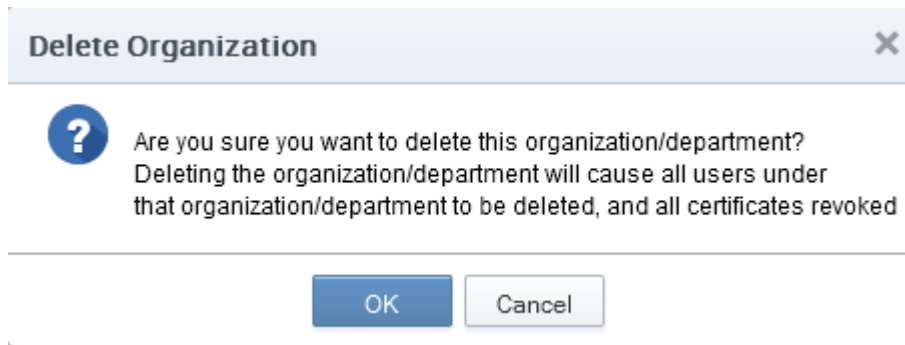 Delete Organization
Are you sure you want to delete this organization/department?
Deleting the organization/department will cause all users under
that organization/department to be deleted, and all certificates revoked
OK Cancel